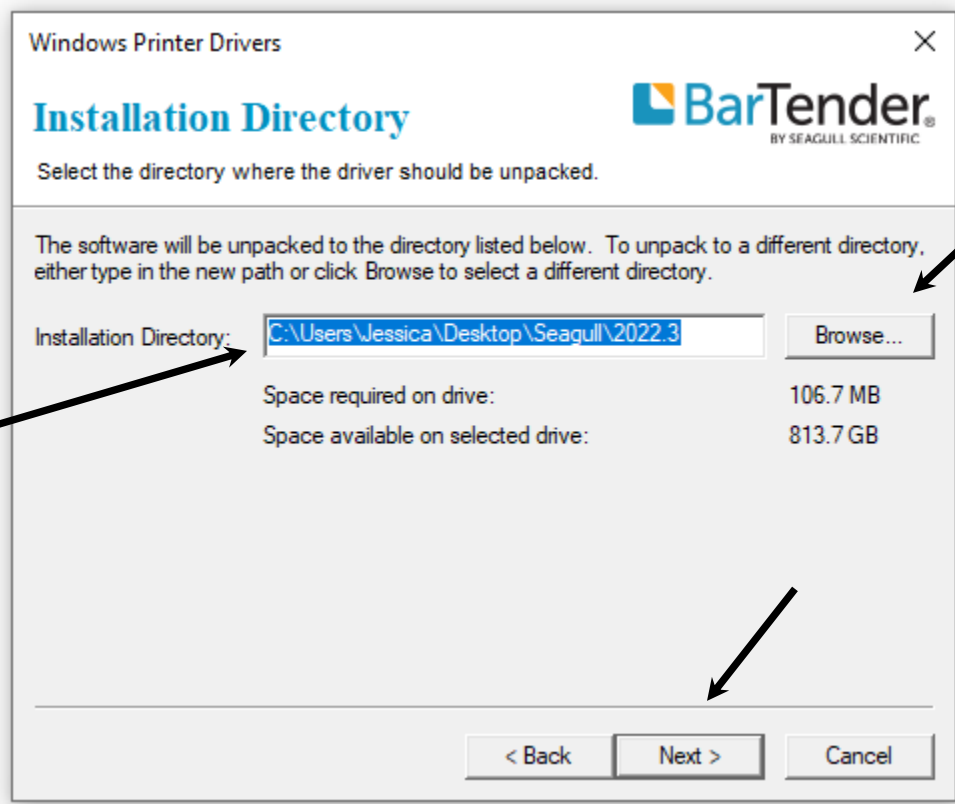 Windows Printer Drivers
Installation Directory
BarTender®
BY SEAGULL SCIENTIFIC
Select the directory where the driver should be unpacked.
The software will be unpacked to the directory listed below.  To unpack to a different directory,
either type in the new path or click Browse to select a different directory.
Installation Directory: C:\Users\Jessica\Desktop\Seagull\2022.3 Browse...
Space required on drive: 106.7 MB
Space available on selected drive: 813.7 GB
< Back Next > Cancel